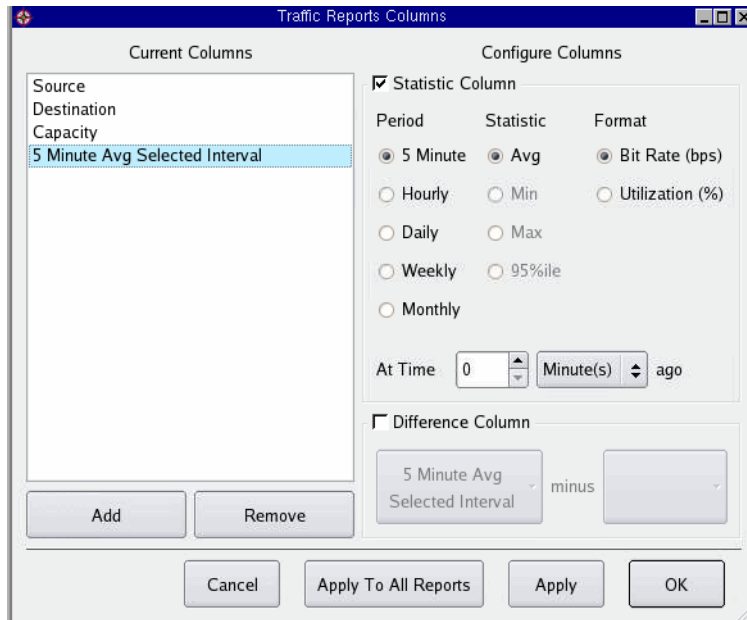 Traffic Reports Columns
Current Columns
Source
Destination
Capacity
5 Minute Avg Selected Interval
Add
Remove
Configure Columns
Statistic Column
Period
Statistic
Format
5 Minute
Avg
Bit Rate (bps)
Hourly
Min
Utilization (%)
Daily
Max
Weekly
95%ile
Monthly
At Time
0
Minute(s)
ago
Difference Column
5 Minute Avg
Selected Interval
minus
Cancel
Apply To All Reports
Apply
OK